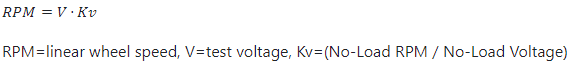 RPM = V · Kv
RPM=linear wheel speed, V=test voltage, Kv=(No-Load RPM / No-Load Voltage)